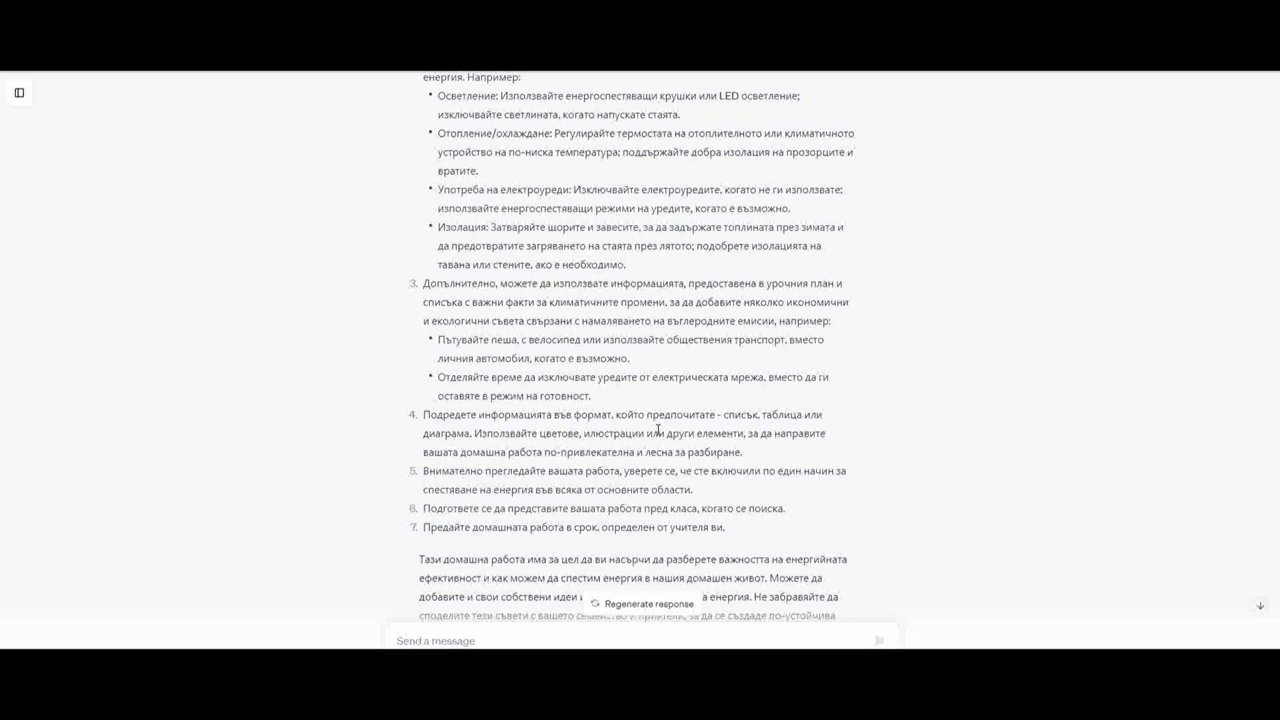 енергия. Например:
• Осветление: Използвайте енергоспестяващи крушки или LED осветление;
изключвайте светлината, когато напускате стаята.
• Отопление/охлаждане: Регулирайте термостата на отоплителното или климатичното
устройство на по-ниска температура; поддържайте добра изолация на прозорците и
вратите.
• Употреба на електроуреди: Изключвайте електроуредите, когато не ги използвате;
използвайте енергоспестяващи режими на уредите, когато е възможно.
• Изолация: Затваряйте щорите и завесите, за да задържате топлината през зимата и
да предотвратите загряването на стаята през лятото; подобрете изолацията на
тавана или стените, ако е необходимо.
3. Допълнително, можете да използвате информацията, предоставена в урочния план и
списъка с важни факти за климатичните промени, за да добавите няколко икономични
и екологични съвета свързани с намаляването на въглеродните емисии, например:
• Пътувайте пеша, с велосипед или използвайте обществения транспорт, вместо
личния автомобил, когато е възможно.
• Отделяйте време да изключвате уредите от електрическата мрежа, вместо да ги
оставяте в режим на готовност.
4. Подредете информацията във формат, който предпочитате - списък, таблица или
диаграма. Използвайте цветове, илюстрации или други елементи, за да направите
вашата домашна работа по-привлекателна и лесна за разбиране.
5. Внимателно прегледайте вашата работа, уверете се, че сте включили по един начин за
спестяване на енергия във всяка от основните области.
6. Подгответе се да представите вашата работа пред класа, когато се поиска.
7. Предайте домашната работа в срок, определен от учителя ви.
Тази домашна работа има за цел да ви насърчи да разберете важността на енергийната
ефективност и как можем да спестим енергия в нашия домашен живот. Можете да
добавите и свои собствени идеи а енергия. Не забравяйте да
Regenerate response
споделите тези съвети с вашето семейство и приятели, за да се създаде по-устойчива
Send a message